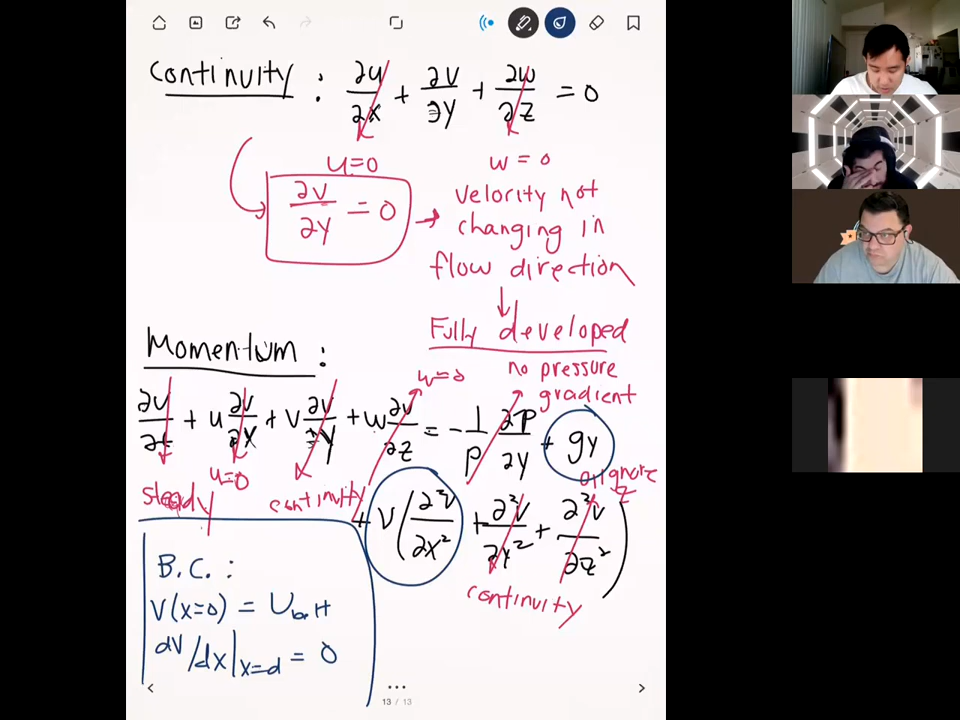 Continuity : ∂u/∂x + ∂v/∂y + ∂w/∂z = 0
u=0 w=0
∂v/∂y = 0 → velocity not
changing in
flow direction
↓
Fully developed
Momentum :
w=0 no pressure
gradient
∂v/∂t + u ∂v/∂x + v ∂v/∂y + w ∂v/∂z = -1/ρ ∂P/∂y + gy
steady u=0 continuity ignore z
+ ν ( ∂²v/∂x² + ∂²v/∂y² + ∂²v/∂z² )
continuity
B.C. :
V(x=0) = Ubelt
dV/dx|x=d = 0
13 / 13